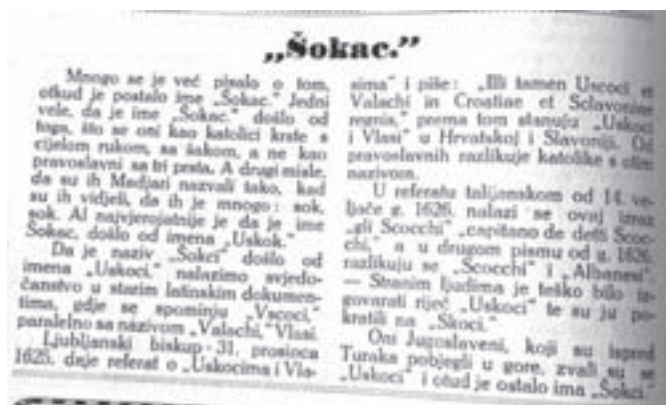 „Šokac.”
Mnogo se je već pisalo o tom,
otkud je postalo ime „Šokac.” Jedni
vele, da je ime „Šokac.” došlo od
toga, što se oni kao katolici krste s
cijelom rukom, sa šakom, a ne kao
pravoslavni sa tri prsta. A drugi misle,
da su ih Madjari nazvali tako, kad
su ih vidjeli, da ih je mnogo: sok,
sok. Al najvjerojatnije je da je ime
Šokac, došlo od imena „Uskok.”
Da je naziv „Šokci” došlo od
imena „Uskoci,” nalazimo svjedo-
čanstvo u starim latinskim dokumen-
tima, gdje se spominju „Vscoci,”
paralelno sa nazivom „Valachi,” Vlasi.
Ljubljanski biskup 31. prosinca
1625. daje referat o „Uskocima i Vla-
sima” i piše: „Illi tamen Uscoci et
Valachi in Croatiae et Sclavoniae
regnis,” prema tom stanuju „Uskoci
i Vlasi” u Hrvatskoj i Slavoniji. Od
pravoslavnih razlikuje katolike s
nazivom.
U referatu talijanskom od 14. ve-
ljače g. 1626. nalazi se ovaj izraz
„gli Scocchi” „capitano de detti Scoc-
chi,” a u drugom pismu od g. 1626.
razlikuju se „Scocchi” i „Albanesi”.
— Stranim ljudima je teško bilo iz-
govarati riječ „Uskoci” te su ju po-
kratili na „Skoci.”
Oni Jugoslaveni, koji su ispred
Turaka pobjegli u gore, zvali su se
„Uskoci” i otud je ostalo ima „Šokci.”